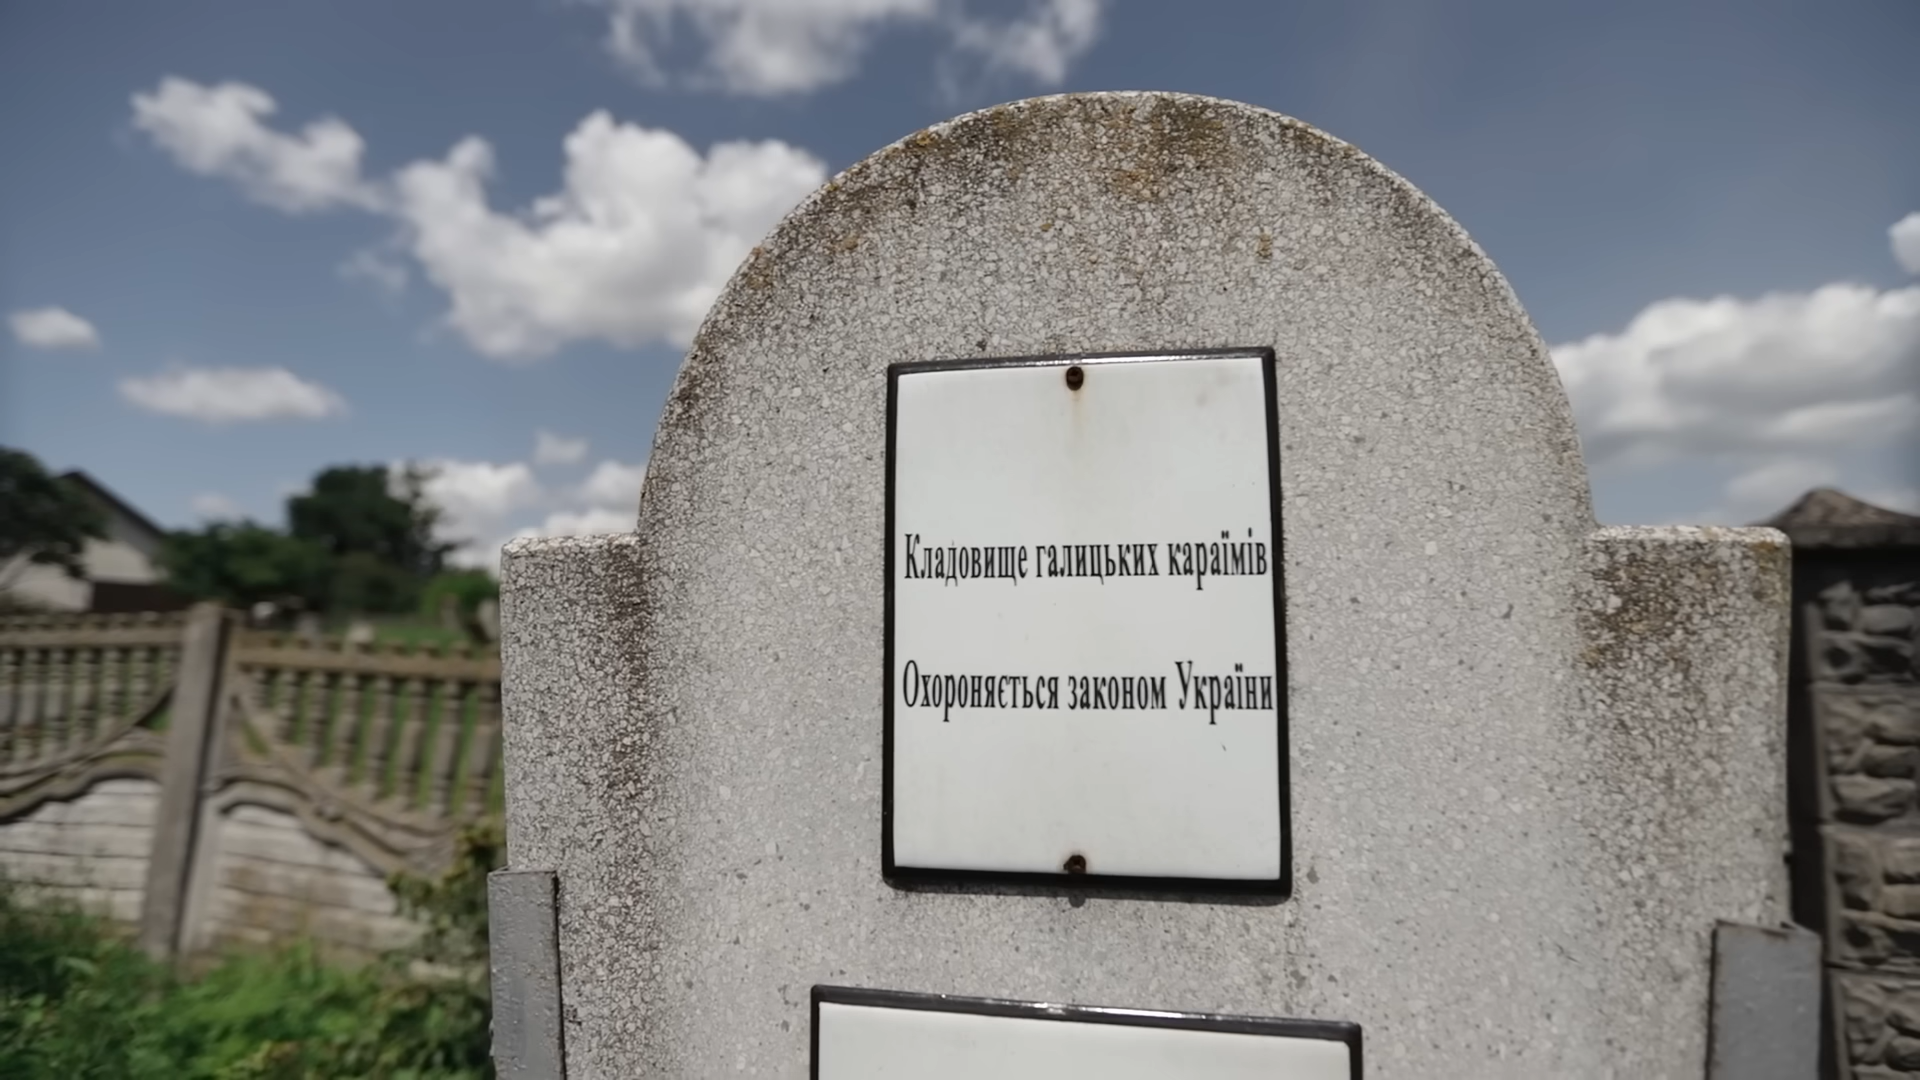 Кладовище галицьких караїмів
Охороняється законом України